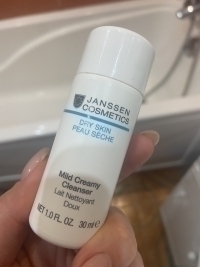 JANSSEN
COSMETICS
DRY SKIN
PEAU SÈCHE
Mild Creamy
Cleanser
Lait Nettoyant
Doux
NET 1.0 FL. OZ. 30 ml ℮